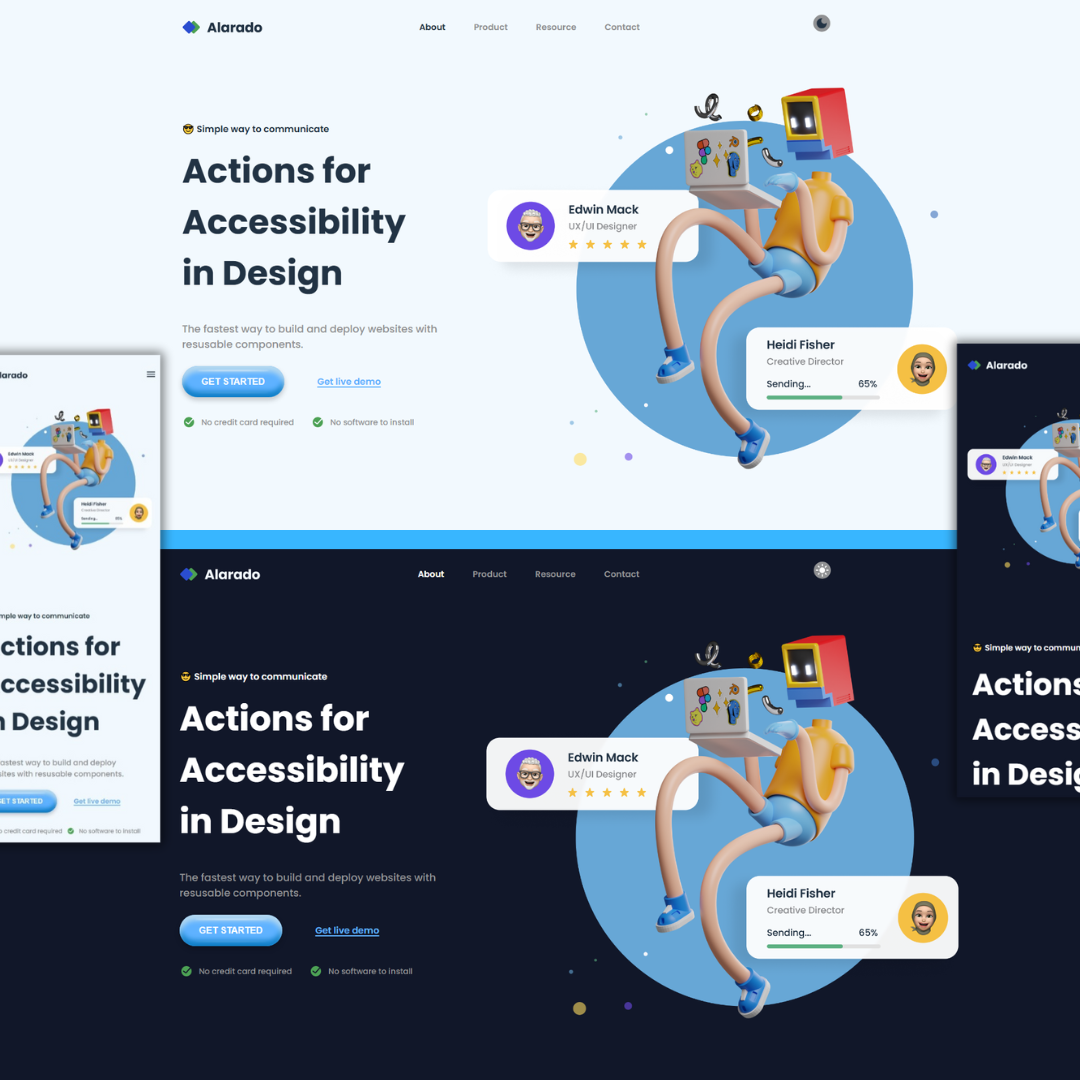 Alarado
About
Product
Resource
Contact
😎 Simple way to communicate
Actions for
Accessibility
in Design
The fastest way to build and deploy websites with
resusable components.
GET STARTED
Get live demo
No credit card required
No software to install
Edwin Mack
UX/UI Designer
Heidi Fisher
Creative Director
Sending...
65%
larado
Edwin Mack
UX/UI Designer
Heidi Fisher
Creative Director
Sending...
65%
mple way to communicate
ctions for
ccessibility
n Design
fastest way to build and deploy
sites with resusable components.
GET STARTED
Get live demo
o credit card required
No software to install
Alarado
Edwin Mack
UX/UI Designer
😎 Simple way to commun
Actions
Access
in Desig
Alarado
About
Product
Resource
Contact
😎 Simple way to communicate
Actions for
Accessibility
in Design
The fastest way to build and deploy websites with
resusable components.
GET STARTED
Get live demo
No credit card required
No software to install
Edwin Mack
UX/UI Designer
Heidi Fisher
Creative Director
Sending...
65%